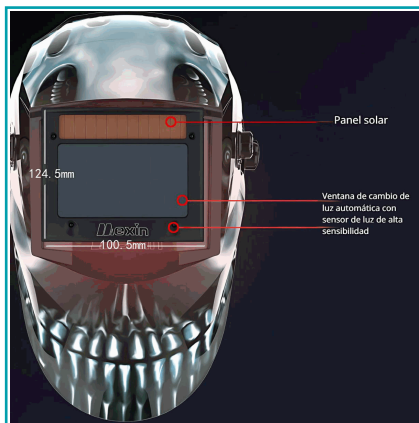 Panel solar
124.5mm
Ventana de cambio de
luz automática con
sensor de luz de alta
sensibilidad
Mexin
100.5mm